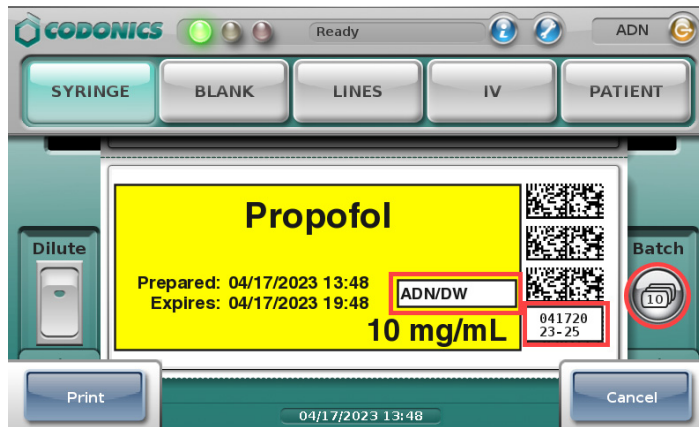 CODONICS Ready ADN
SYRINGE BLANK LINES IV PATIENT
Propofol
Dilute
Batch
Prepared: 04/17/2023 13:48
Expires: 04/17/2023 19:48
ADN/DW
10
10 mg/mL
041720
23-25
Print
Cancel
04/17/2023 13:48